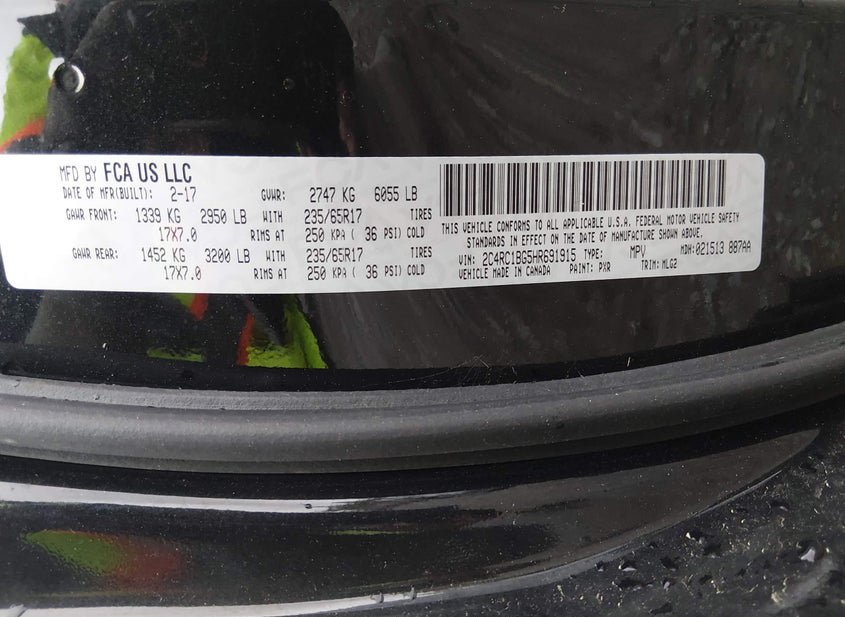 MFD BY FCA US LLC
DATE OF MFR(BUILT): 2-17 GVWR: 2747 KG 6055 LB
GAWR FRONT: 1339 KG 2950 LB WITH 235/65R17 TIRES
17X7.0 RIMS AT 250 KPA ( 36 PSI) COLD
GAWR REAR: 1452 KG 3200 LB WITH 235/65R17 TIRES
17X7.0 RIMS AT 250 KPA ( 36 PSI) COLD
THIS VEHICLE CONFORMS TO ALL APPLICABLE U.S.A. FEDERAL MOTOR VEHICLE SAFETY
STANDARDS IN EFFECT ON THE DATE OF MANUFACTURE SHOWN ABOVE.
VIN: 2C4RC1BG5HR691915 TYPE: MPV MDH:021513 887AA
VEHICLE MADE IN CANADA PAINT: PXR TRIM: MLG2